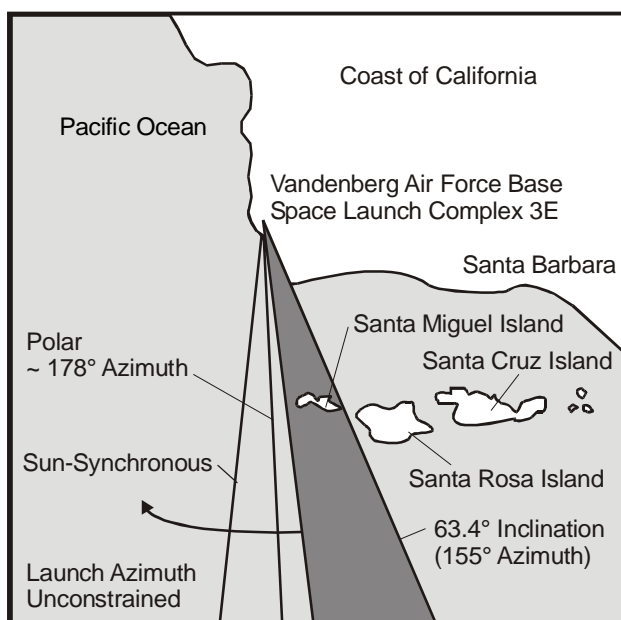 Coast of California
Pacific Ocean
Vandenberg Air Force Base
Space Launch Complex 3E
Santa Barbara
Santa Miguel Island
Polar
~ 178° Azimuth
Santa Cruz Island
Sun-Synchronous
Santa Rosa Island
63.4° Inclination
(155° Azimuth)
Launch Azimuth
Unconstrained